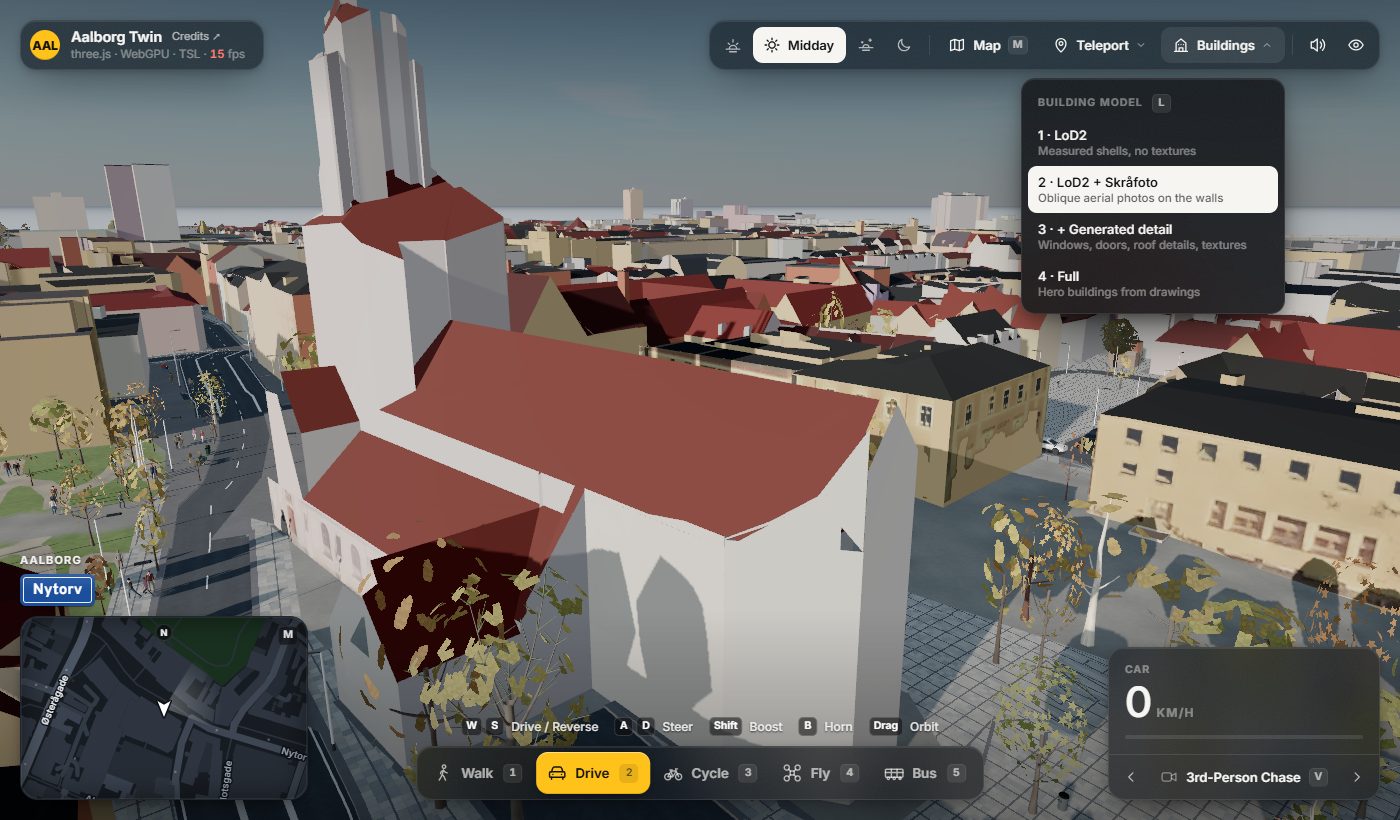 AAL
Aalborg Twin Credits ↗
three.js · WebGPU · TSL · 15 fps
Midday
Map M
Teleport
Buildings
BUILDING MODEL L
1 · LoD2
Measured shells, no textures
2 · LoD2 + Skråfoto
Oblique aerial photos on the walls
3 · + Generated detail
Windows, doors, roof details, textures
4 · Full
Hero buildings from drawings
AALBORG
Nytorv
N
M
Østerågade
Nytor
lotsgade
W S Drive / Reverse A D Steer Shift Boost B Horn Drag Orbit
Walk 1
Drive 2
Cycle 3
Fly 4
Bus 5
CAR
0 KM/H
3rd-Person Chase V